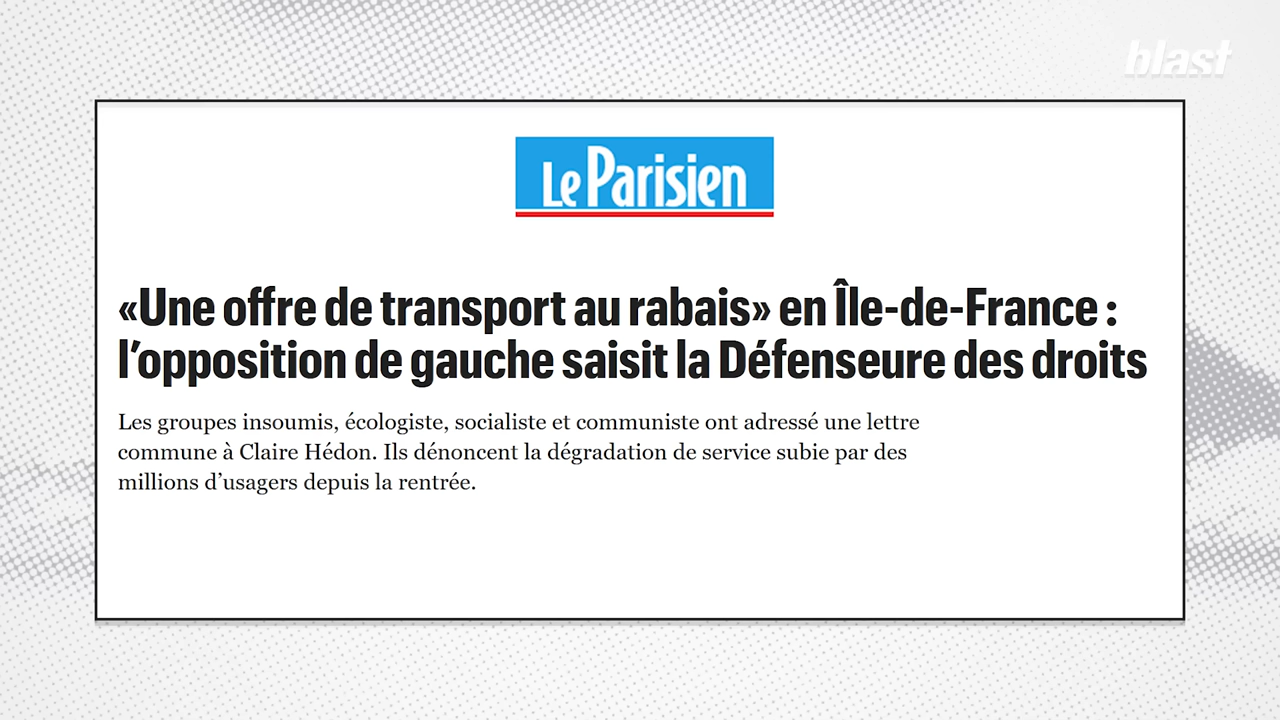 blast
Le Parisien
«Une offre de transport au rabais» en Île-de-France :
l’opposition de gauche saisit la Défenseure des droits
Les groupes insoumis, écologiste, socialiste et communiste ont adressé une lettre
commune à Claire Hédon. Ils dénoncent la dégradation de service subie par des
millions d’usagers depuis la rentrée.